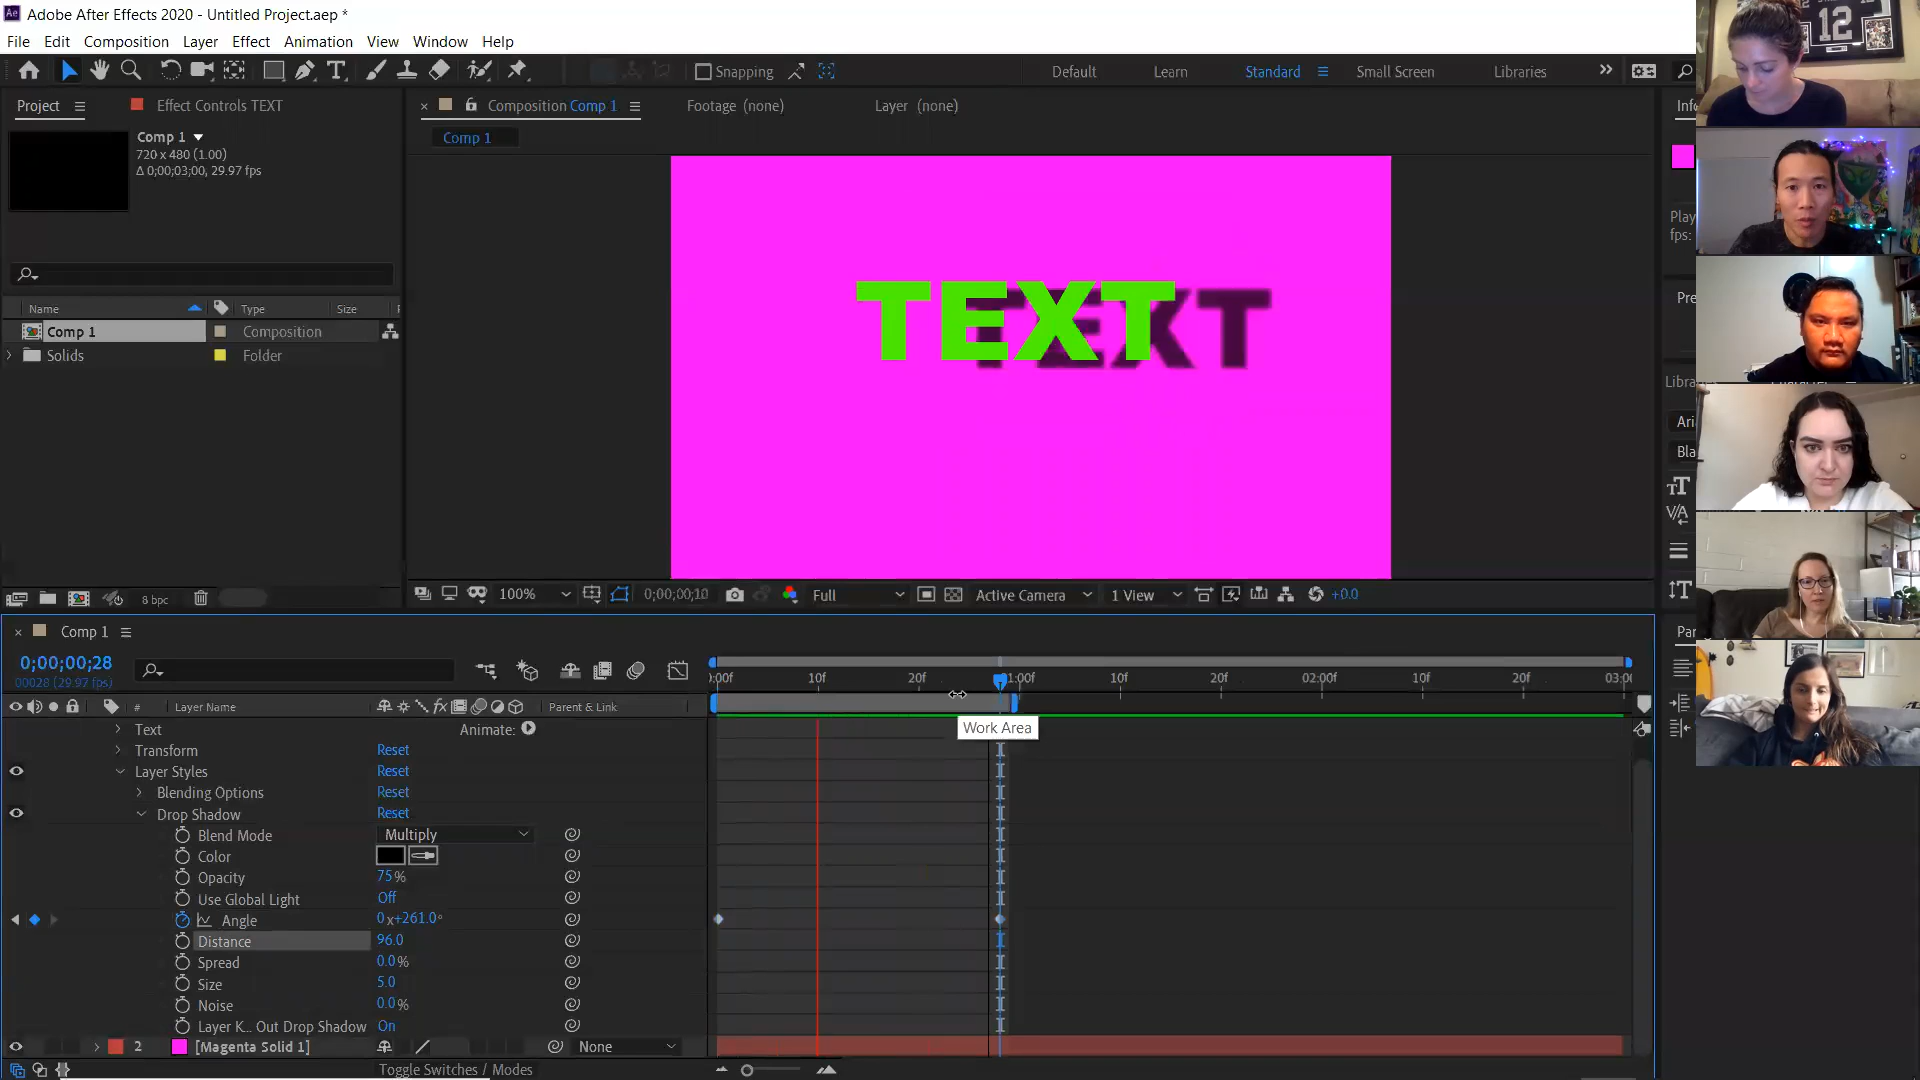 Adobe After Effects 2020 - Untitled Project.aep *
File Edit Composition Layer Effect Animation View Window Help
Snapping Default Learn Standard Small Screen Libraries
Project Effect Controls TEXT Composition Comp 1 Footage (none) Layer (none)
Comp 1
720 x 480 (1.00)
Δ 0;00;03;00, 29.97 fps
Comp 1
TEXT
Play
fps:
Name Type Size
Comp 1 Composition
Solids Folder
8 bpc
100% 0;00;00;10 Full Active Camera 1 View +0.0
Comp 1
0;00;00;28
00028 (29.97 fps)
# Layer Name Parent & Link
10f 20f 1:00f 10f 20f 02:00f 10f 20f 03:0
Work Area
Text Animate:
Transform Reset
Layer Styles Reset
Blending Options Reset
Drop Shadow Reset
Blend Mode Multiply
Color
Opacity 75%
Use Global Light Off
Angle 0x+261.0°
Distance 96.0
Spread 0.0%
Size 5.0
Noise 0.0%
Layer K... Out Drop Shadow On
2 [Magenta Solid 1] None
Toggle Switches / Modes
12